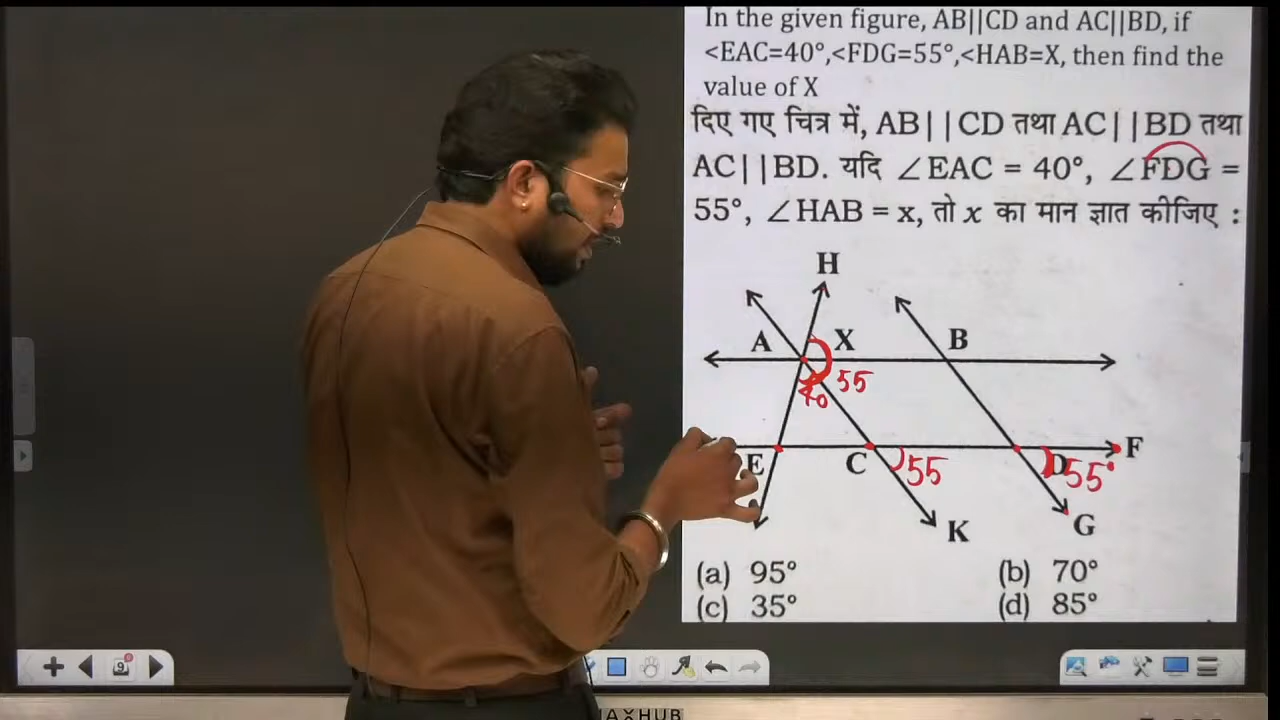 In the given figure, AB||CD and AC||BD, if
<EAC=40°,<FDG=55°,<HAB=X, then find the
value of X
दिए गए चित्र में, AB||CD तथा AC||BD तथा
AC||BD. यदि ∠EAC = 40°, ∠FDG =
55°, ∠HAB = x, तो x का मान ज्ञात कीजिए :
H
A X B
40 55
E C D F
55 55°
K G
(a) 95° (b) 70°
(c) 35° (d) 85°
9
MAXHUB